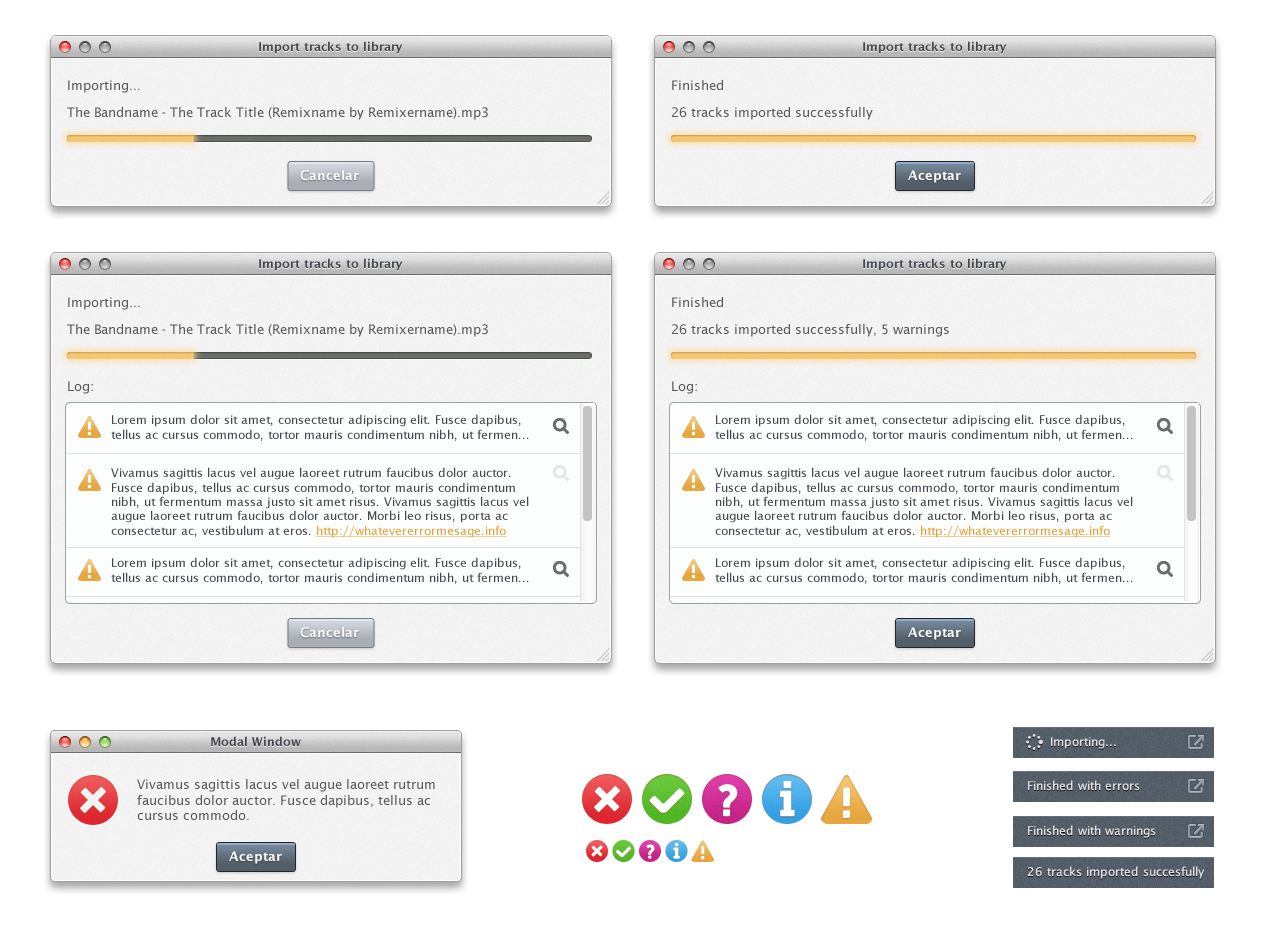 Import tracks to library
Importing...
The Bandname - The Track Title (Remixname by Remixername).mp3
Cancelar
Import tracks to library
Finished
26 tracks imported successfully
Aceptar
Import tracks to library
Importing...
The Bandname - The Track Title (Remixname by Remixername).mp3
Log:
Lorem ipsum dolor sit amet, consectetur adipiscing elit. Fusce dapibus,
tellus ac cursus commodo, tortor mauris condimentum nibh, ut fermen...
Vivamus sagittis lacus vel augue laoreet rutrum faucibus dolor auctor.
Fusce dapibus, tellus ac cursus commodo, tortor mauris condimentum
nibh, ut fermentum massa justo sit amet risus. Vivamus sagittis lacus vel
augue laoreet rutrum faucibus dolor auctor. Morbi leo risus, porta ac
consectetur ac, vestibulum at eros. http://whatevererrormesage.info
Lorem ipsum dolor sit amet, consectetur adipiscing elit. Fusce dapibus,
tellus ac cursus commodo, tortor mauris condimentum nibh, ut fermen...
Cancelar
Import tracks to library
Finished
26 tracks imported successfully, 5 warnings
Log:
Lorem ipsum dolor sit amet, consectetur adipiscing elit. Fusce dapibus,
tellus ac cursus commodo, tortor mauris condimentum nibh, ut fermen...
Vivamus sagittis lacus vel augue laoreet rutrum faucibus dolor auctor.
Fusce dapibus, tellus ac cursus commodo, tortor mauris condimentum
nibh, ut fermentum massa justo sit amet risus. Vivamus sagittis lacus vel
augue laoreet rutrum faucibus dolor auctor. Morbi leo risus, porta ac
consectetur ac, vestibulum at eros. http://whatevererrormesage.info
Lorem ipsum dolor sit amet, consectetur adipiscing elit. Fusce dapibus,
tellus ac cursus commodo, tortor mauris condimentum nibh, ut fermen...
Aceptar
Modal Window
Vivamus sagittis lacus vel augue laoreet rutrum
faucibus dolor auctor. Fusce dapibus, tellus ac
cursus commodo.
Aceptar
Importing...
Finished with errors
Finished with warnings
26 tracks imported succesfully